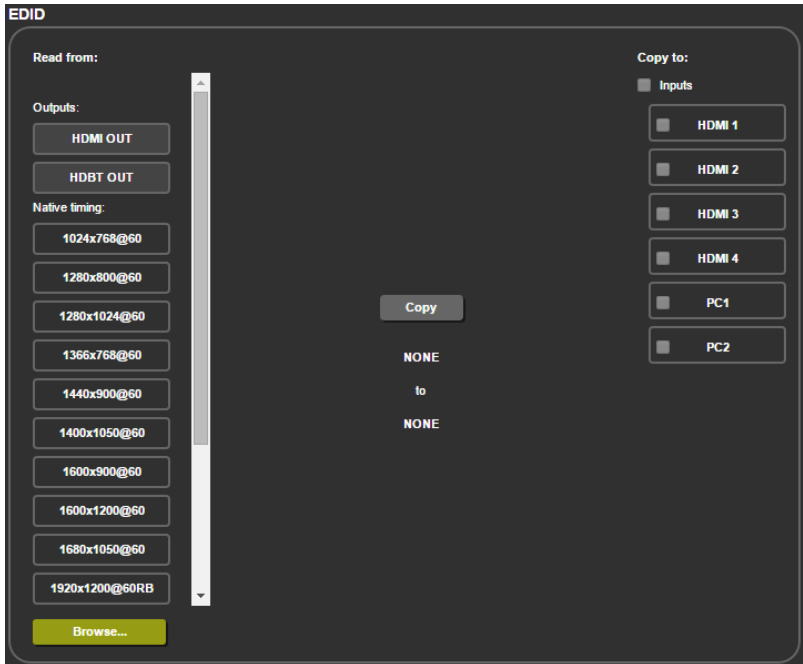 EDID
Read from:
Outputs:
HDMI OUT
HDBT OUT
Native timing:
1024x768@60
1280x800@60
1280x1024@60
1366x768@60
1440x900@60
1400x1050@60
1600x900@60
1600x1200@60
1680x1050@60
1920x1200@60RB
Browse...
Copy
NONE
to
NONE
Copy to:
Inputs
HDMI 1
HDMI 2
HDMI 3
HDMI 4
PC1
PC2